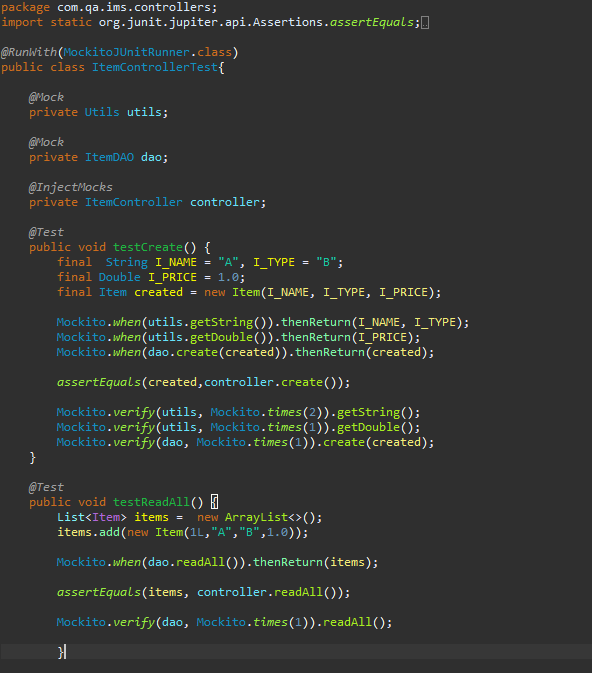 package com.qa.ims.controllers;
import static org.junit.jupiter.api.Assertions.assertEquals;
@RunWith(MockitoJUnitRunner.class)
public class ItemControllerTest{
@Mock
private Utils utils;
@Mock
private ItemDAO dao;
@InjectMocks
private ItemController controller;
@Test
public void testCreate() {
final  String I_NAME = "A", I_TYPE = "B";
final Double I_PRICE = 1.0;
final Item created = new Item(I_NAME, I_TYPE, I_PRICE);
Mockito.when(utils.getString()).thenReturn(I_NAME, I_TYPE);
Mockito.when(utils.getDouble()).thenReturn(I_PRICE);
Mockito.when(dao.create(created)).thenReturn(created);
assertEquals(created,controller.create());
Mockito.verify(utils, Mockito.times(2)).getString();
Mockito.verify(utils, Mockito.times(1)).getDouble();
Mockito.verify(dao, Mockito.times(1)).create(created);
}
@Test
public void testReadAll() {
List<Item> items =  new ArrayList<>();
items.add(new Item(1L,"A","B",1.0));
Mockito.when(dao.readAll()).thenReturn(items);
assertEquals(items, controller.readAll());
Mockito.verify(dao, Mockito.times(1)).readAll();
}